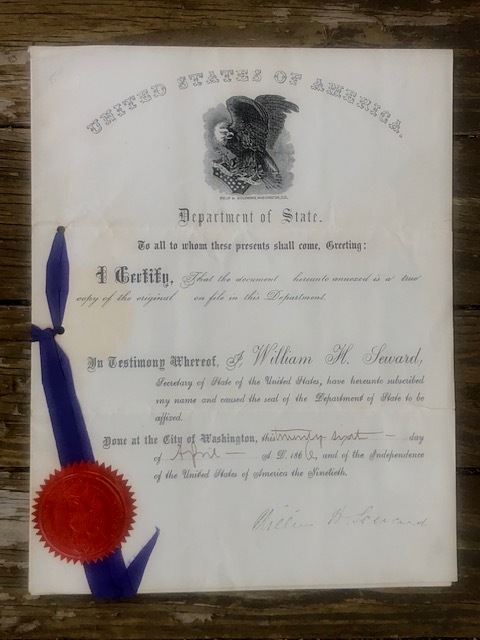 UNITED STATES OF AMERICA.
Department of State.
To all to whom these presents shall come, Greeting:
I Certify, That the document hereunto annexed is a true
copy of the original on file in this Department.
In Testimony Whereof, I, William H. Seward,
Secretary of State of the United States, have hereunto subscribed
my name and caused the seal of the Department of State to be
affixed.
Done at the City of Washington, this twenty sixth — day
of April — A. D. 1866, and of the Independence
of the United States of America the Ninetieth.
William H Seward